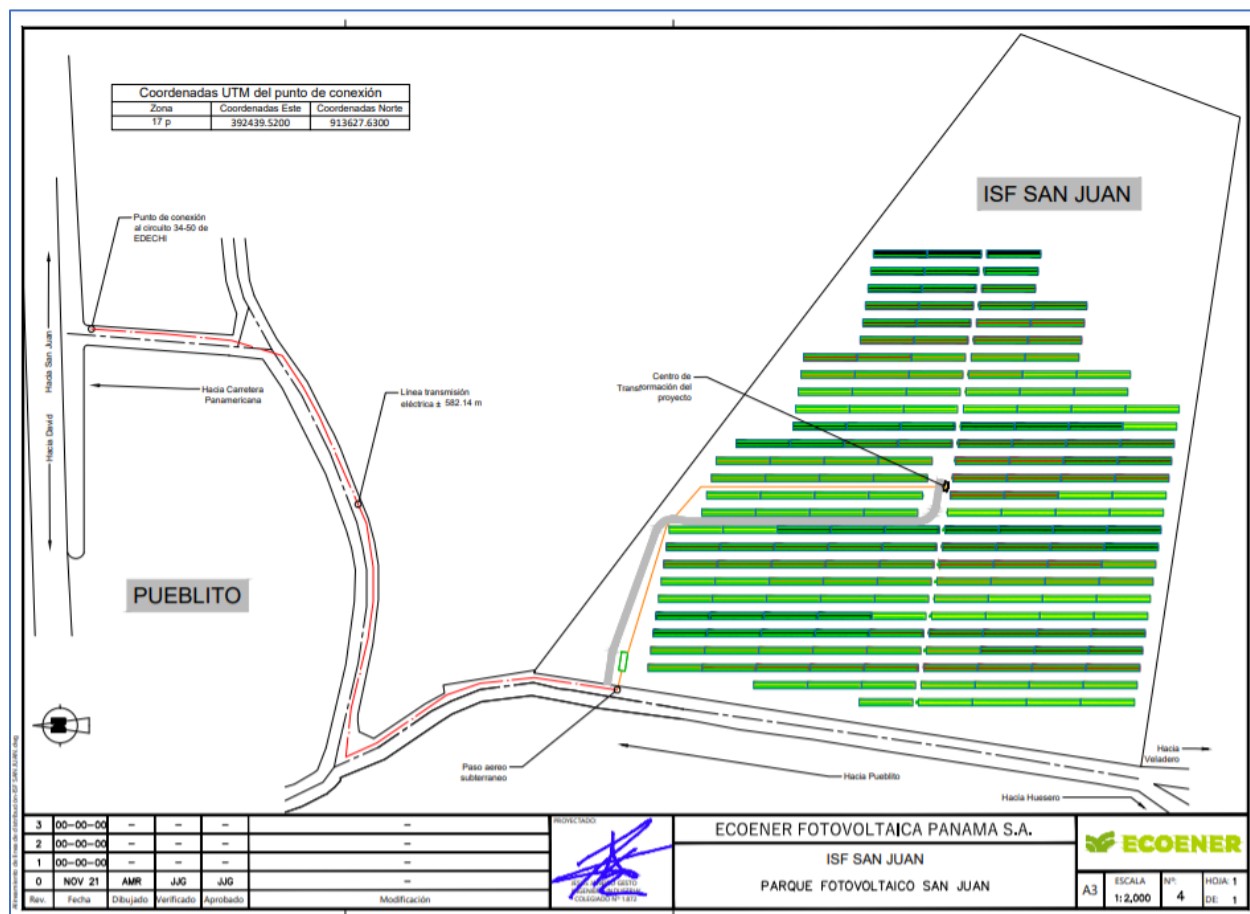 Coordenadas UTM del punto de conexión
Zona Coordenadas Este Coordenadas Norte
17 p 392439.5200 913627.6300
ISF SAN JUAN
Punto de conexión
al circuito 34-50 de
EDECHI
Hacia San Juan
Hacia David
Hacia Carretera
Panamericana
Línea transmisión
eléctrica ± 582.14 m
Centro de
Transformación del
proyecto
PUEBLITO
N
Paso aereo
subterraneo
Hacia Pueblito
Hacia
Veladero
Hacia Huesero
3 00-00-00 – – – –
2 00-00-00 – – – –
1 00-00-00 – – – –
0 NOV 21 AMR JJG JJG –
Rev. Fecha Dibujado Verificado Aprobado Modificación
PROYECTADO:
GESTO
COLEGIADO Nº 1.872
ECOENER FOTOVOLTAICA PANAMA S.A.
ISF SAN JUAN
PARQUE FOTOVOLTAICO SAN JUAN
ECOENER
A3
ESCALA
1:2,000
Nº:
4
HOJA: 1
DE: 1